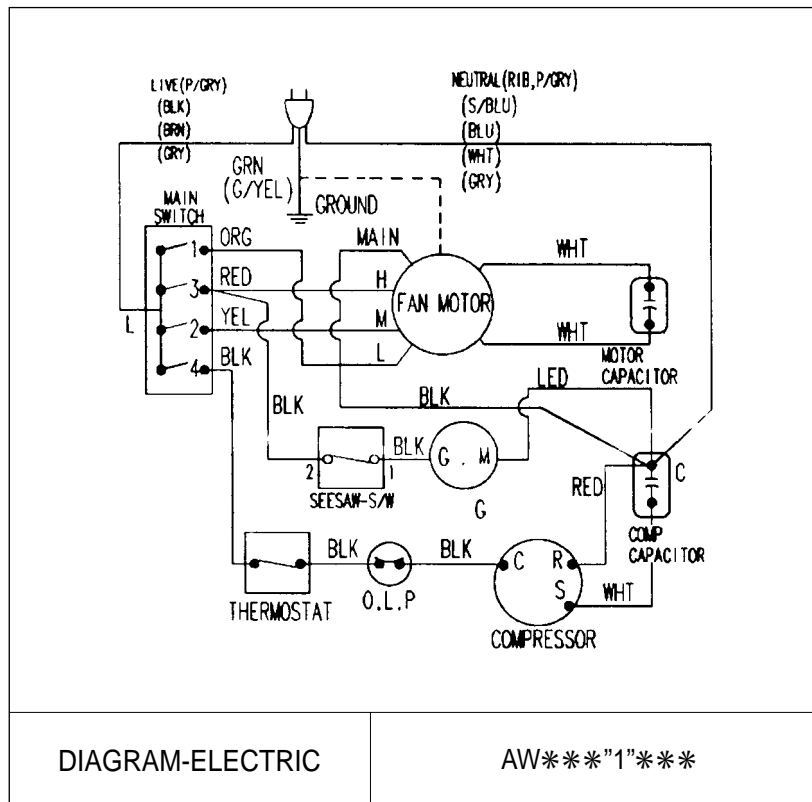 LIVE(P/GRY)
(BLK)
(BRN)
(GRY)
NEUTRAL(RIB,P/GRY)
(S/BLU)
(BLU)
(WHT)
(GRY)
GRN
(G/YEL)
GROUND
MAIN
SWITCH
1
ORG
3
RED
L
2
YEL
4
BLK
MAIN
H
M
L
FAN MOTOR
WHT
WHT
MOTOR
CAPACITOR
LED
BLK
BLK
2
1
SEESAW-S/W
BLK
G . M
G
RED
C
COMP
CAPACITOR
BLK
THERMOSTAT
O.L.P
BLK
C
R
S
WHT
COMPRESSOR
DIAGRAM-ELECTRIC
AW✳✳✳”1”✳✳✳